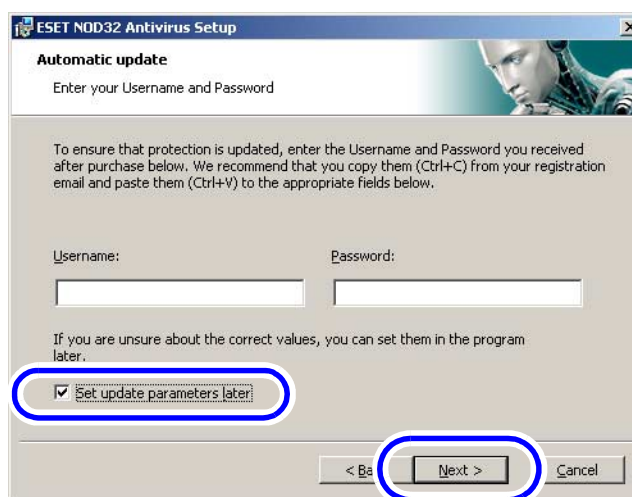 ESET NOD32 Antivirus Setup
Automatic update
Enter your Username and Password
To ensure that protection is updated, enter the Username and Password you received
after purchase below. We recommend that you copy them (Ctrl+C) from your registration
email and paste them (Ctrl+V) to the appropriate fields below.
Username: Password:
If you are unsure about the correct values, you can set them in the program
later.
Set update parameters later
< Ba Next > Cancel